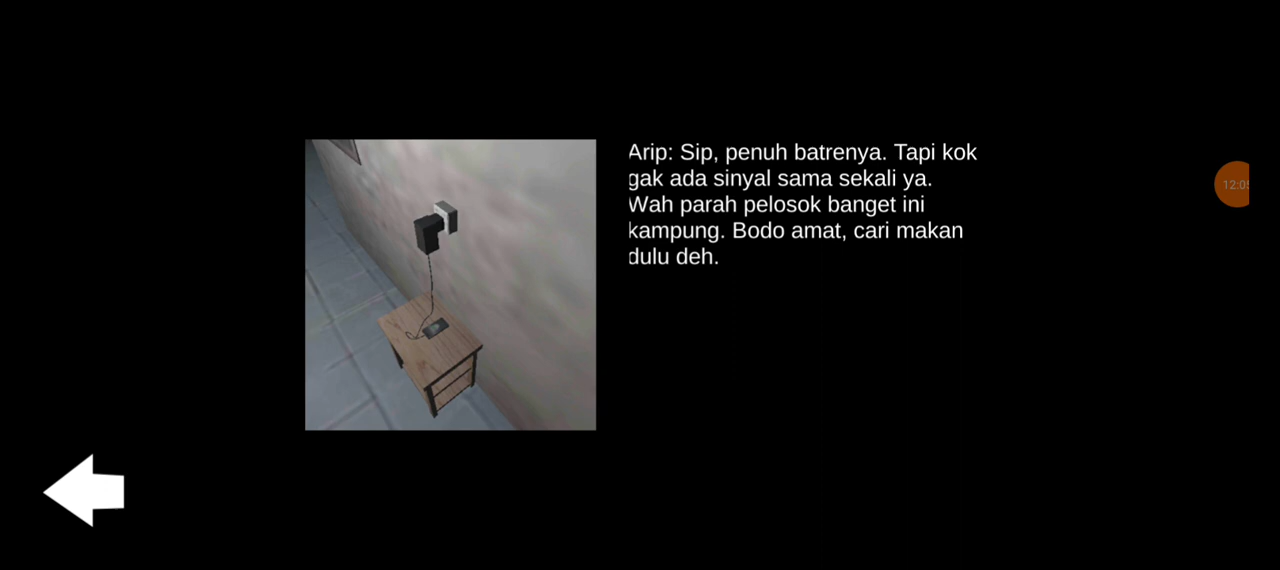 Arip: Sip, penuh batrenya. Tapi kok
gak ada sinyal sama sekali ya.
Wah parah pelosok banget ini
kampung. Bodo amat, cari makan
dulu deh.